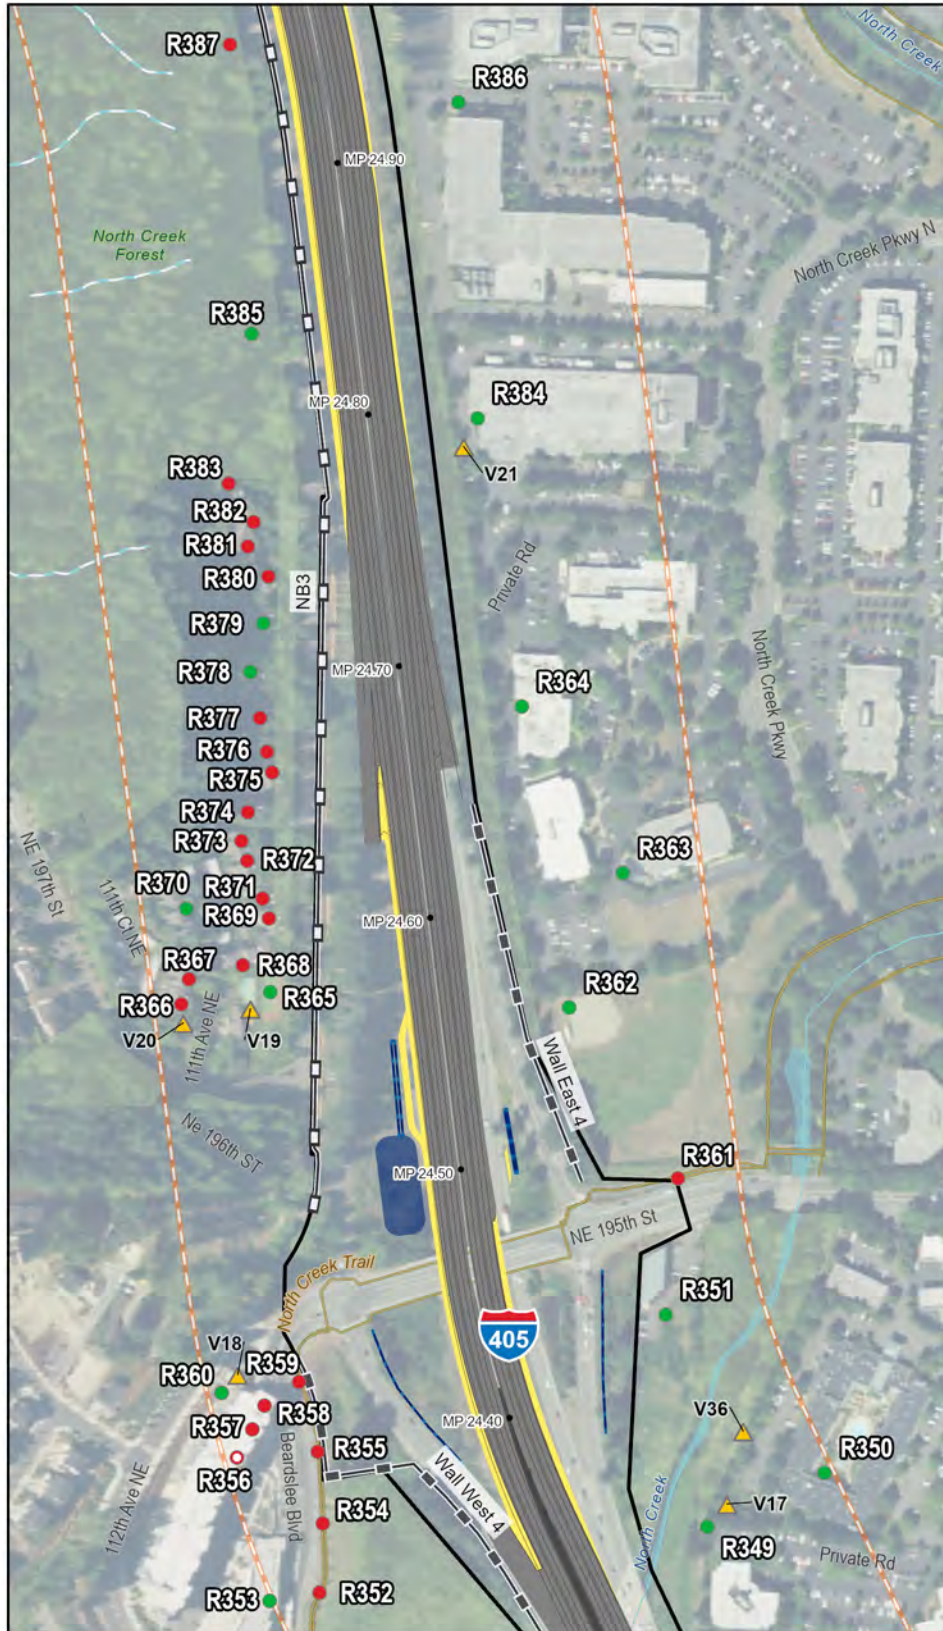 North Creek
North Creek
R387
R386
MP 24.90
North Creek
Forest
North Creek Pkwy N
R385
MP 24.80
R384
V21
R383
R382
R381
R380
NB3
Private Rd
R379
R378
MP 24.70
R364
North Creek Pkwy
R377
R376
R375
R374
R373
R372
R363
NE 197th St
111th Ct NE
R370
R371
R369
MP 24.60
R367
R368
R366
R365
R362
V20
111th Ave NE
V19
Wall East 4
Ne 196th ST
MP 24.50
R361
NE 195th St
North Creek Trail
R351
405
V18
R359
R360
R358
R357
MP 24.40
V36
R356
Beardslee Blvd
R355
R350
112th Ave NE
Wall West 4
V17
R354
North Creek
R349
Private Rd
R353
R352